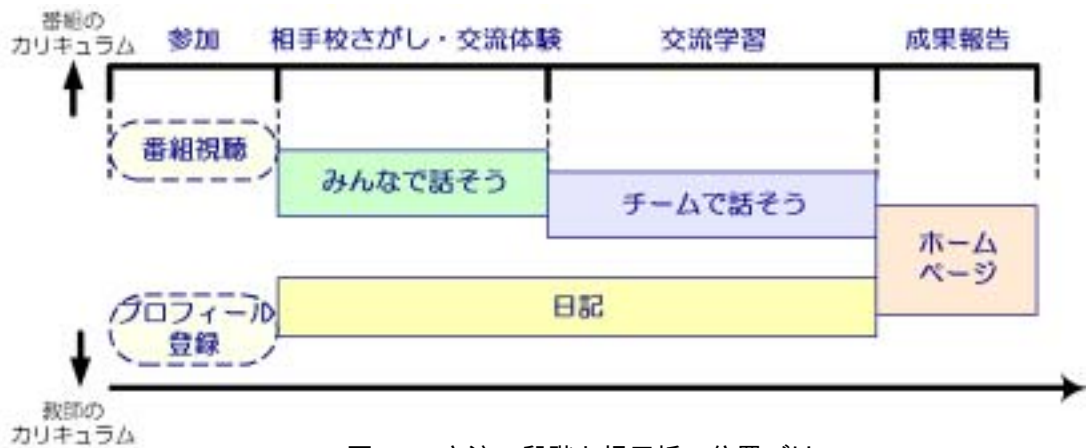 番組の
カリキュラム
参加 相手校さがし・交流体験 交流学習 成果報告
番組視聴
みんなで話そう
チームで話そう
ホーム
ページ
プロフィール
登録
日記
教師の
カリキュラム